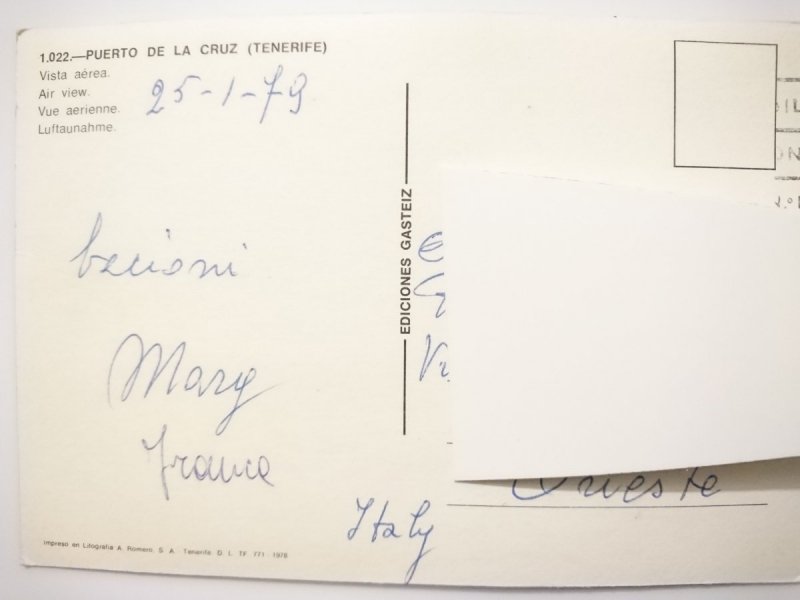 1.022.—PUERTO DE LA CRUZ (TENERIFE)
Vista aérea.
Air view.
Vue aerienne.
Luftaunahme.
25-1-79
bacioni
Mary
Franca
EDICIONES GASTEIZ
Trieste
Italy
Impreso en Litografía A. Romero, S. A. Tenerife. D. L. TF 771 - 1978